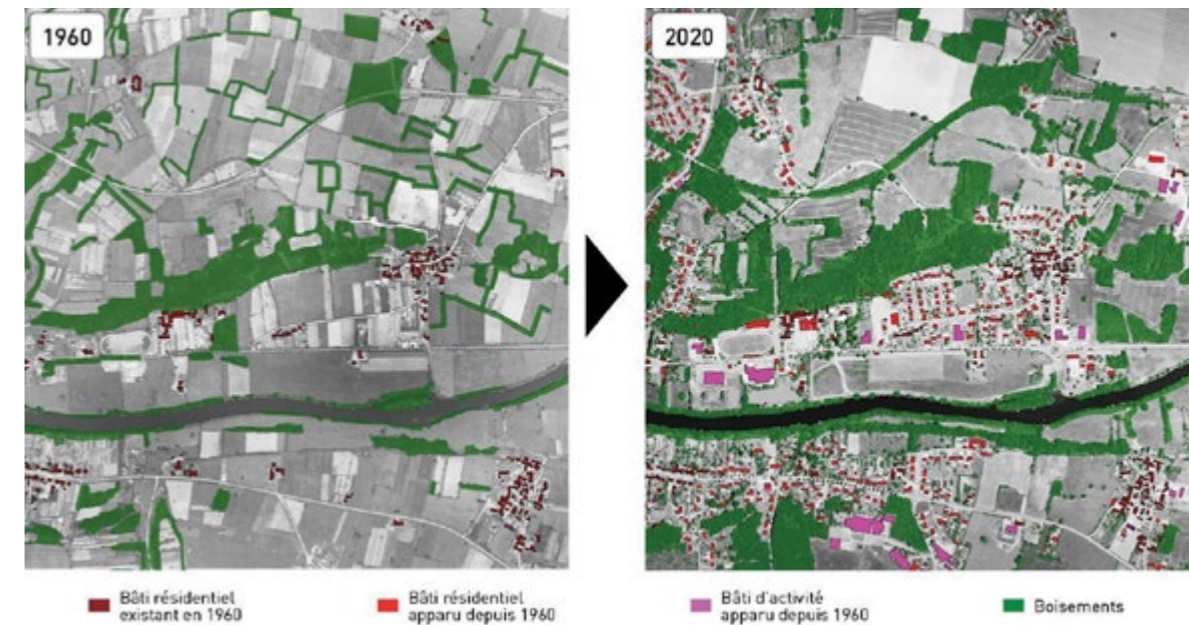 1960
2020
Bâti résidentiel
existant en 1960
Bâti résidentiel
apparu depuis 1960
Bâti d'activité
apparu depuis 1960
Boisements